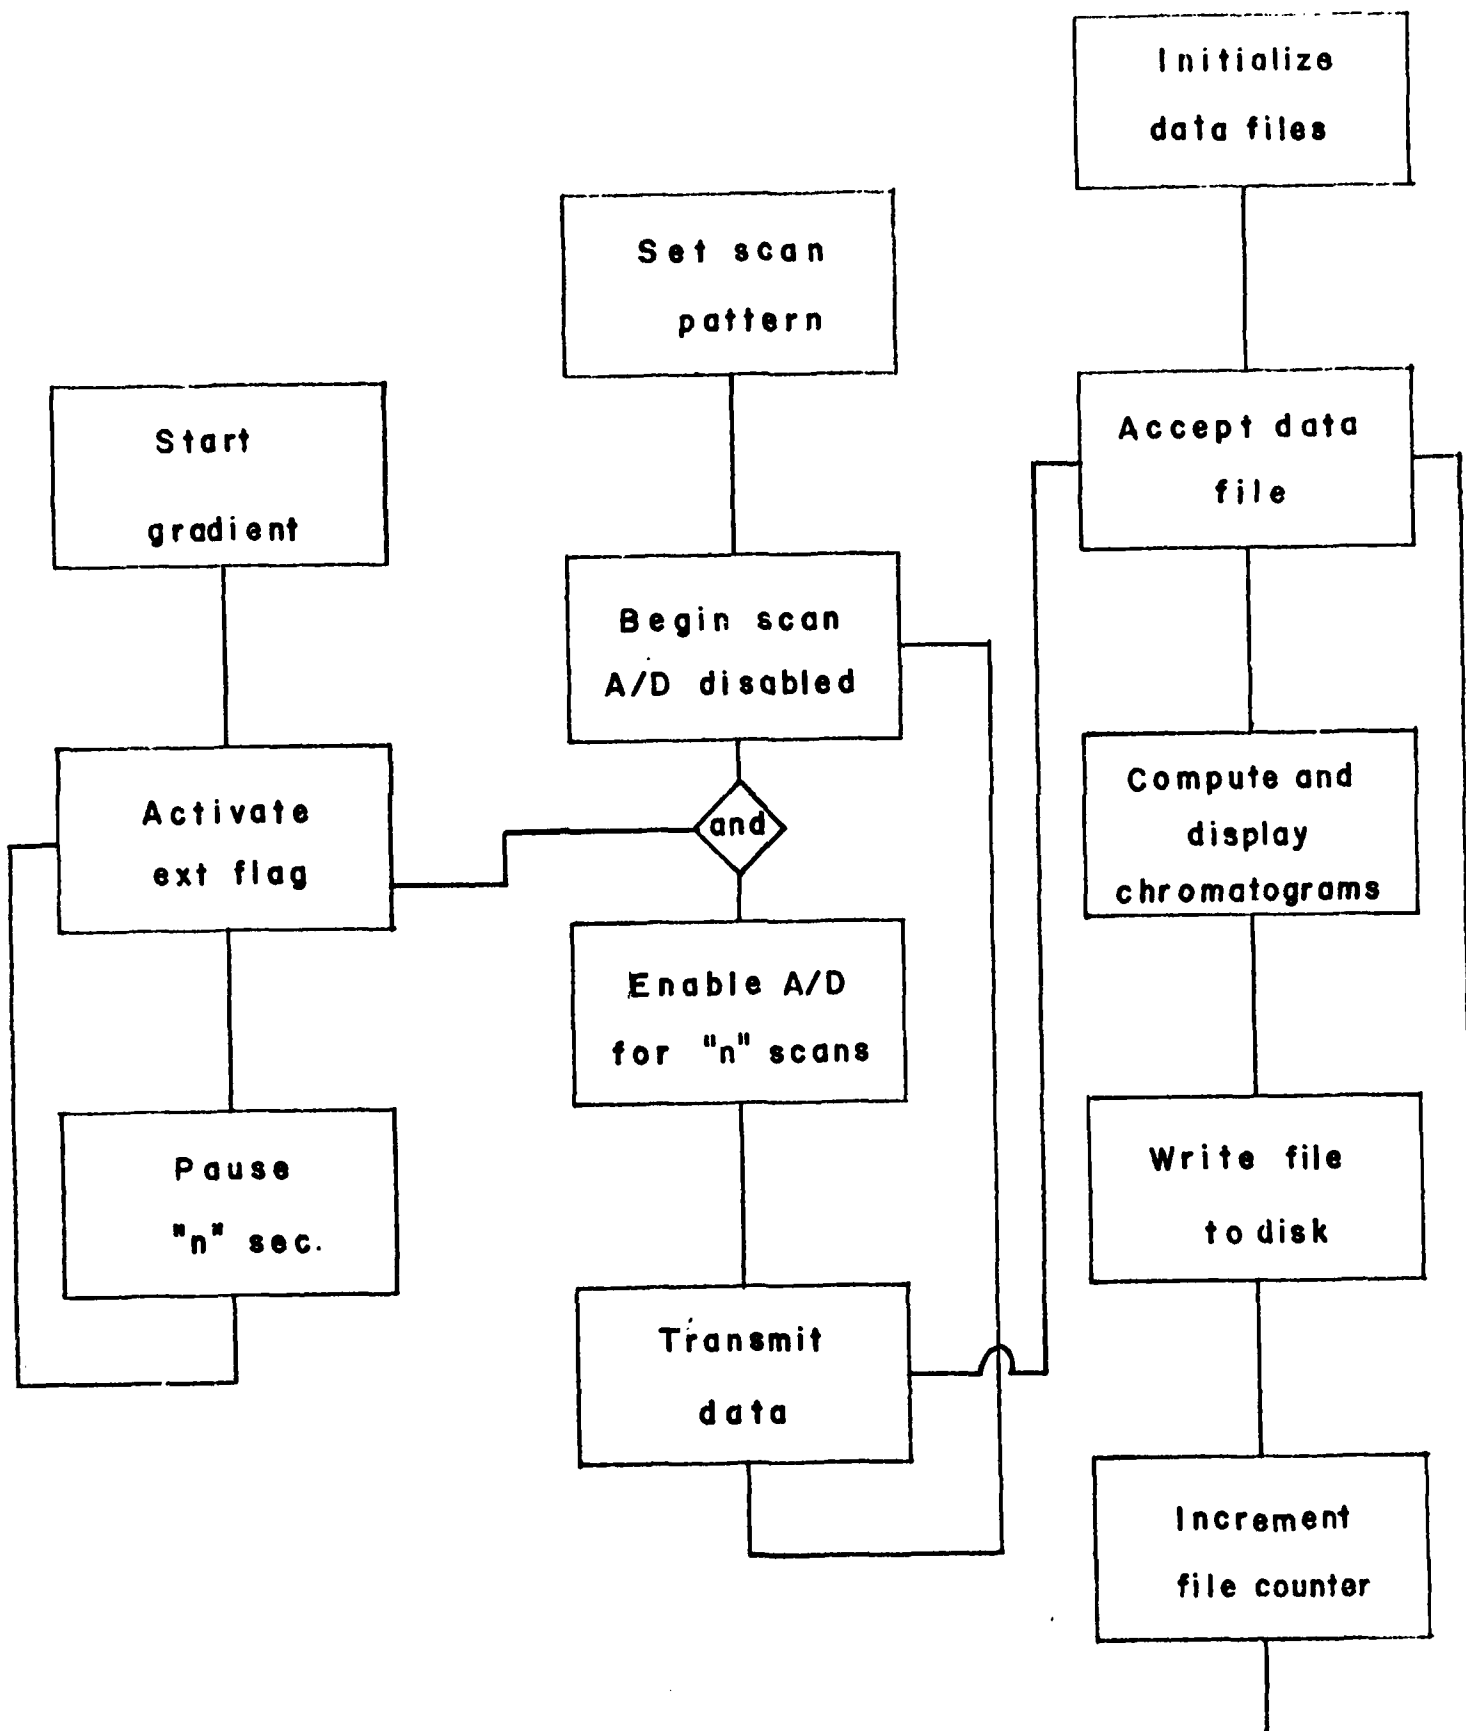 Start
gradient
Activate
ext flag
Pause
"n" sec.
Set scan
pattern
Begin scan
A/D disabled
and
Enable A/D
for "n" scans
Transmit
data
Initialize
data files
Accept data
file
Compute and
display
chromatograms
Write file
to disk
Increment
file counter